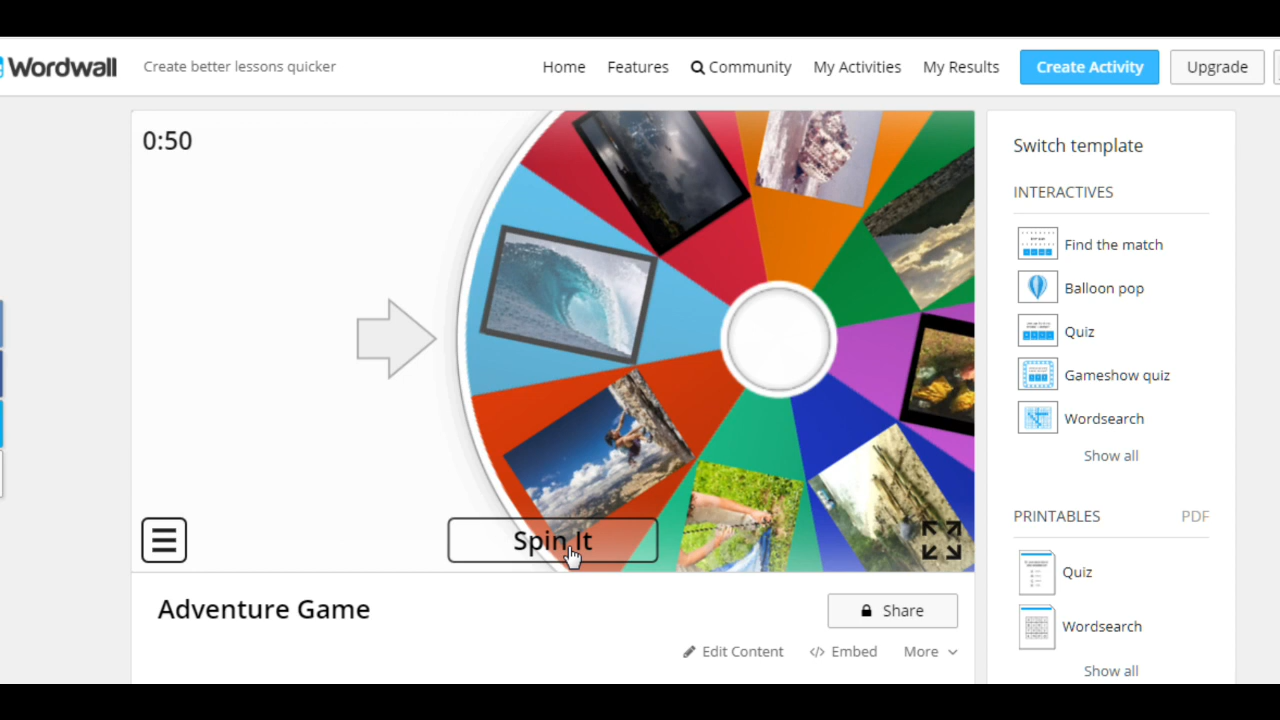 Wordwall
Create better lessons quicker
Home
Features
Community
My Activities
My Results
Create Activity
Upgrade
0:50
Spin It
Adventure Game
Share
Edit Content
</> Embed
More
Switch template
INTERACTIVES
Find the match
Balloon pop
Quiz
Gameshow quiz
Wordsearch
Show all
PRINTABLES
PDF
Quiz
Wordsearch
Show all